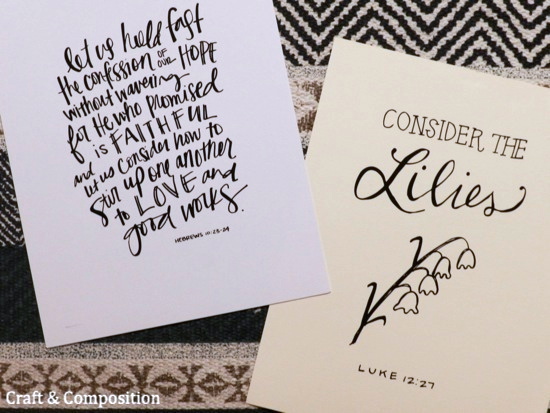 let us hold fast
the confession OF OUR HOPE
without wavering
for He who promised
is FAITHFUL
and let us consider how to
stir up one another
to LOVE and
good works.
HEBREWS 10:23-24
CONSIDER THE
Lilies
LUKE 12:27
Craft & Composition